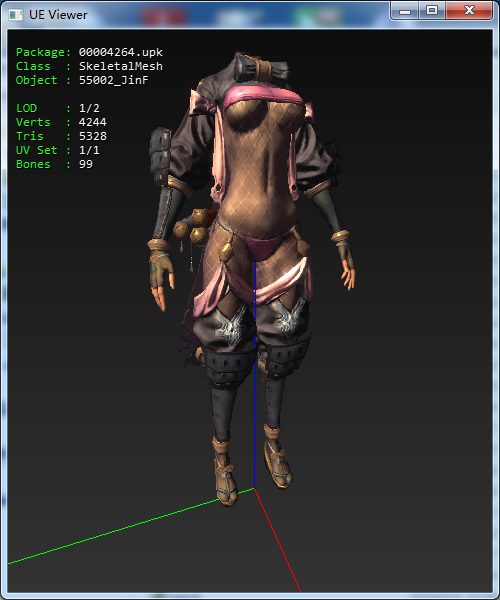 UE Viewer
Package: 00004264.upk
Class : SkeletalMesh
Object : 55002_JinF
LOD : 1/2
Verts : 4244
Tris : 5328
UV Set : 1/1
Bones : 99